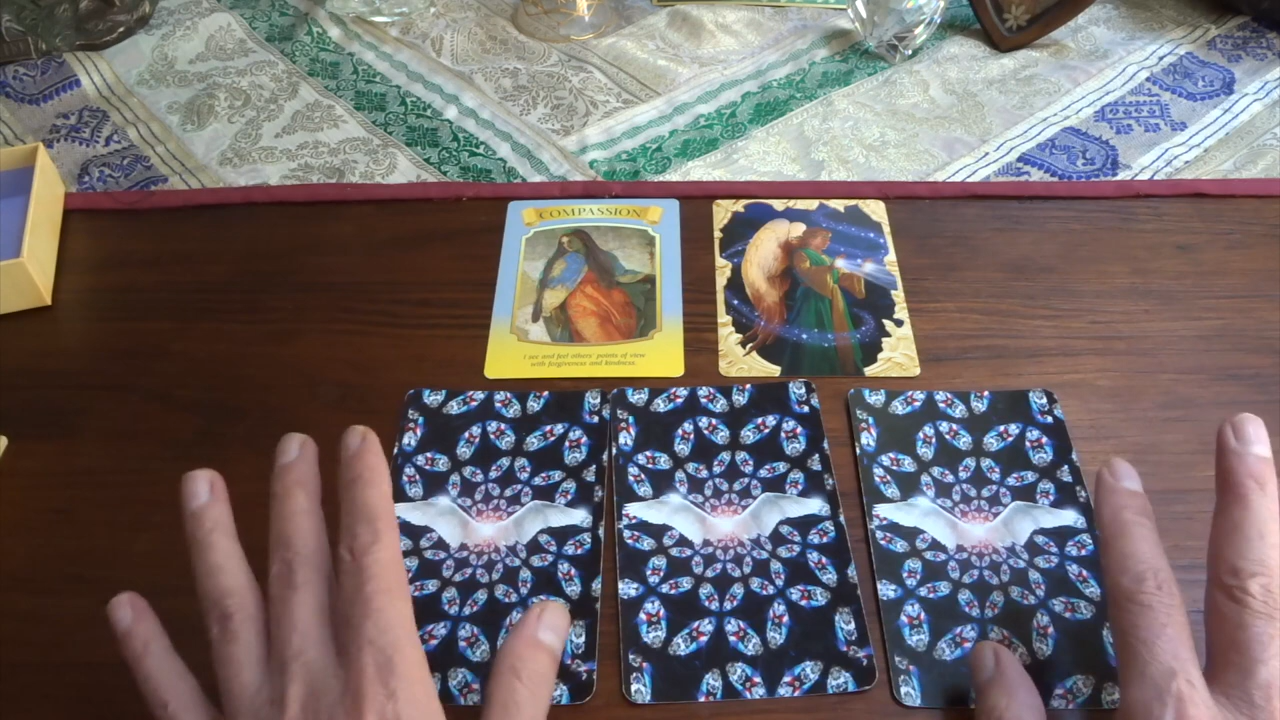 COMPASSION
I see and feel others' points of view
with forgiveness and kindness.